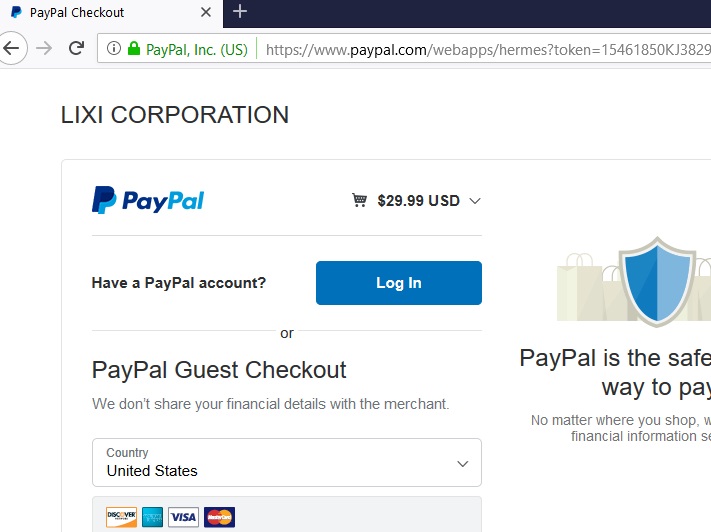 PayPal Checkout
PayPal, Inc. (US) https://www.paypal.com/webapps/hermes?token=15461850KJ3829
LIXI CORPORATION
PayPal
$29.99 USD
Have a PayPal account?
Log In
or
PayPal Guest Checkout
We don't share your financial details with the merchant.
Country
United States
DISCOVER VISA MasterCard
PayPal is the safe
way to pay
No matter where you shop, w
financial information se